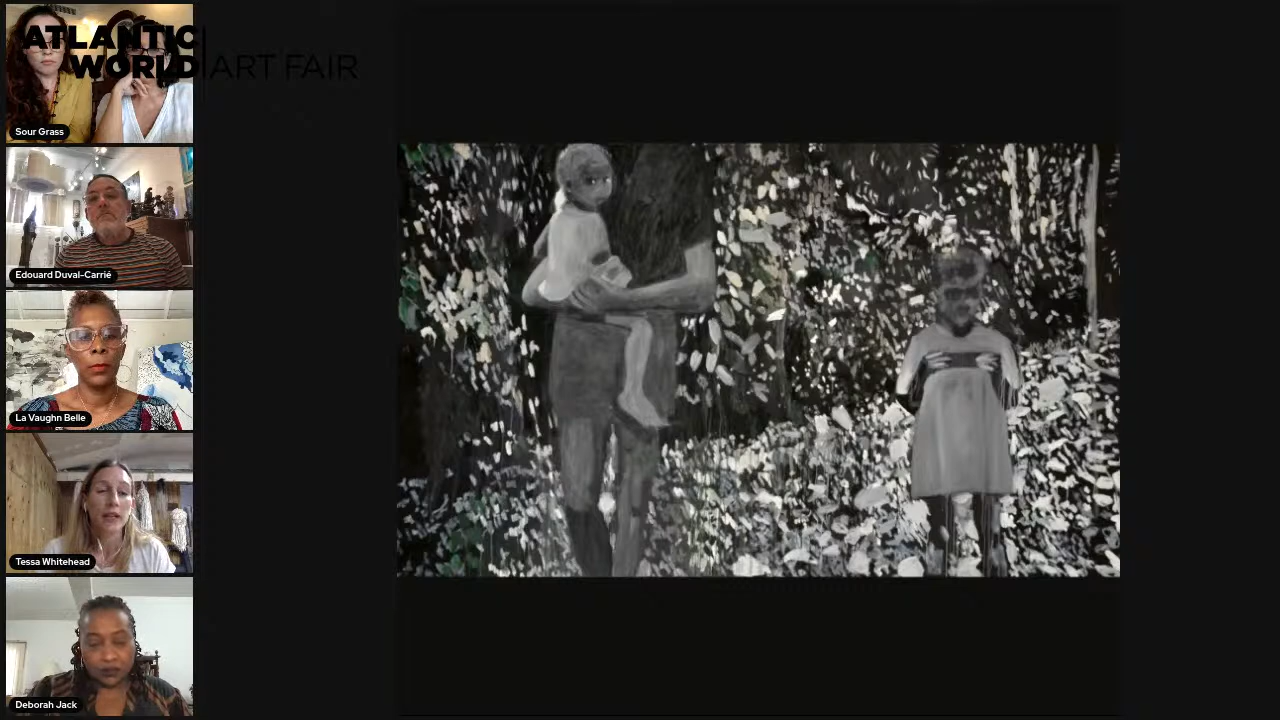 ATLANTIC
WORLD ART FAIR
Sour Grass
Edouard Duval-Carrié
La Vaughn Belle
Tessa Whitehead
Deborah Jack